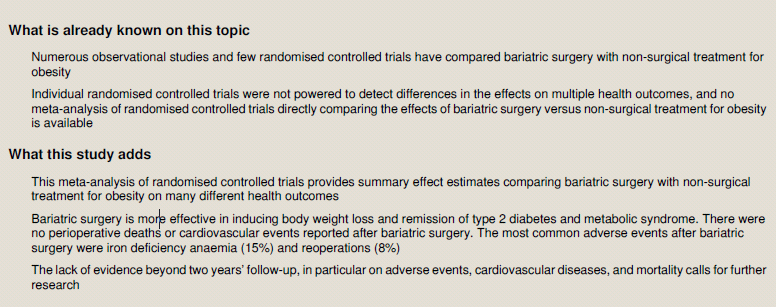 What is already known on this topic
Numerous observational studies and few randomised controlled trials have compared bariatric surgery with non-surgical treatment for
obesity
Individual randomised controlled trials were not powered to detect differences in the effects on multiple health outcomes, and no
meta-analysis of randomised controlled trials directly comparing the effects of bariatric surgery versus non-surgical treatment for obesity
is available
What this study adds
This meta-analysis of randomised controlled trials provides summary effect estimates comparing bariatric surgery with non-surgical
treatment for obesity on many different health outcomes
Bariatric surgery is more effective in inducing body weight loss and remission of type 2 diabetes and metabolic syndrome. There were
no perioperative deaths or cardiovascular events reported after bariatric surgery. The most common adverse events after bariatric
surgery were iron deficiency anaemia (15%) and reoperations (8%)
The lack of evidence beyond two years' follow-up, in particular on adverse events, cardiovascular diseases, and mortality calls for further
research